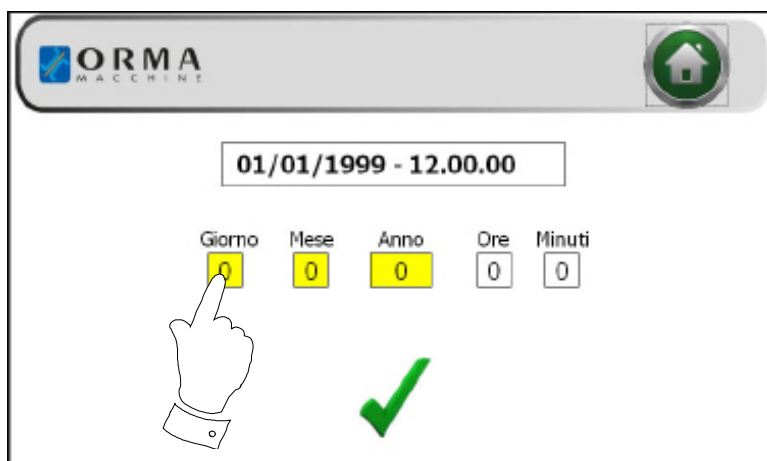 ORMA
MACCHINE
01/01/1999 - 12.00.00
Giorno Mese Anno Ore Minuti
0 0 0 0 0